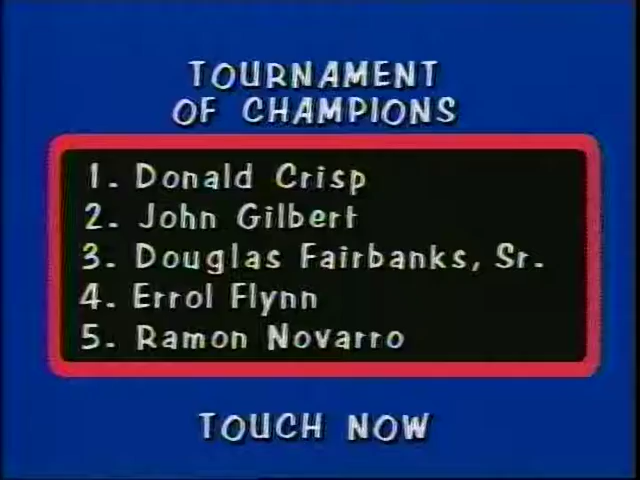 TOURNAMENT
OF CHAMPIONS
1. Donald Crisp
2. John Gilbert
3. Douglas Fairbanks, Sr.
4. Errol Flynn
5. Ramon Novarro
TOUCH NOW